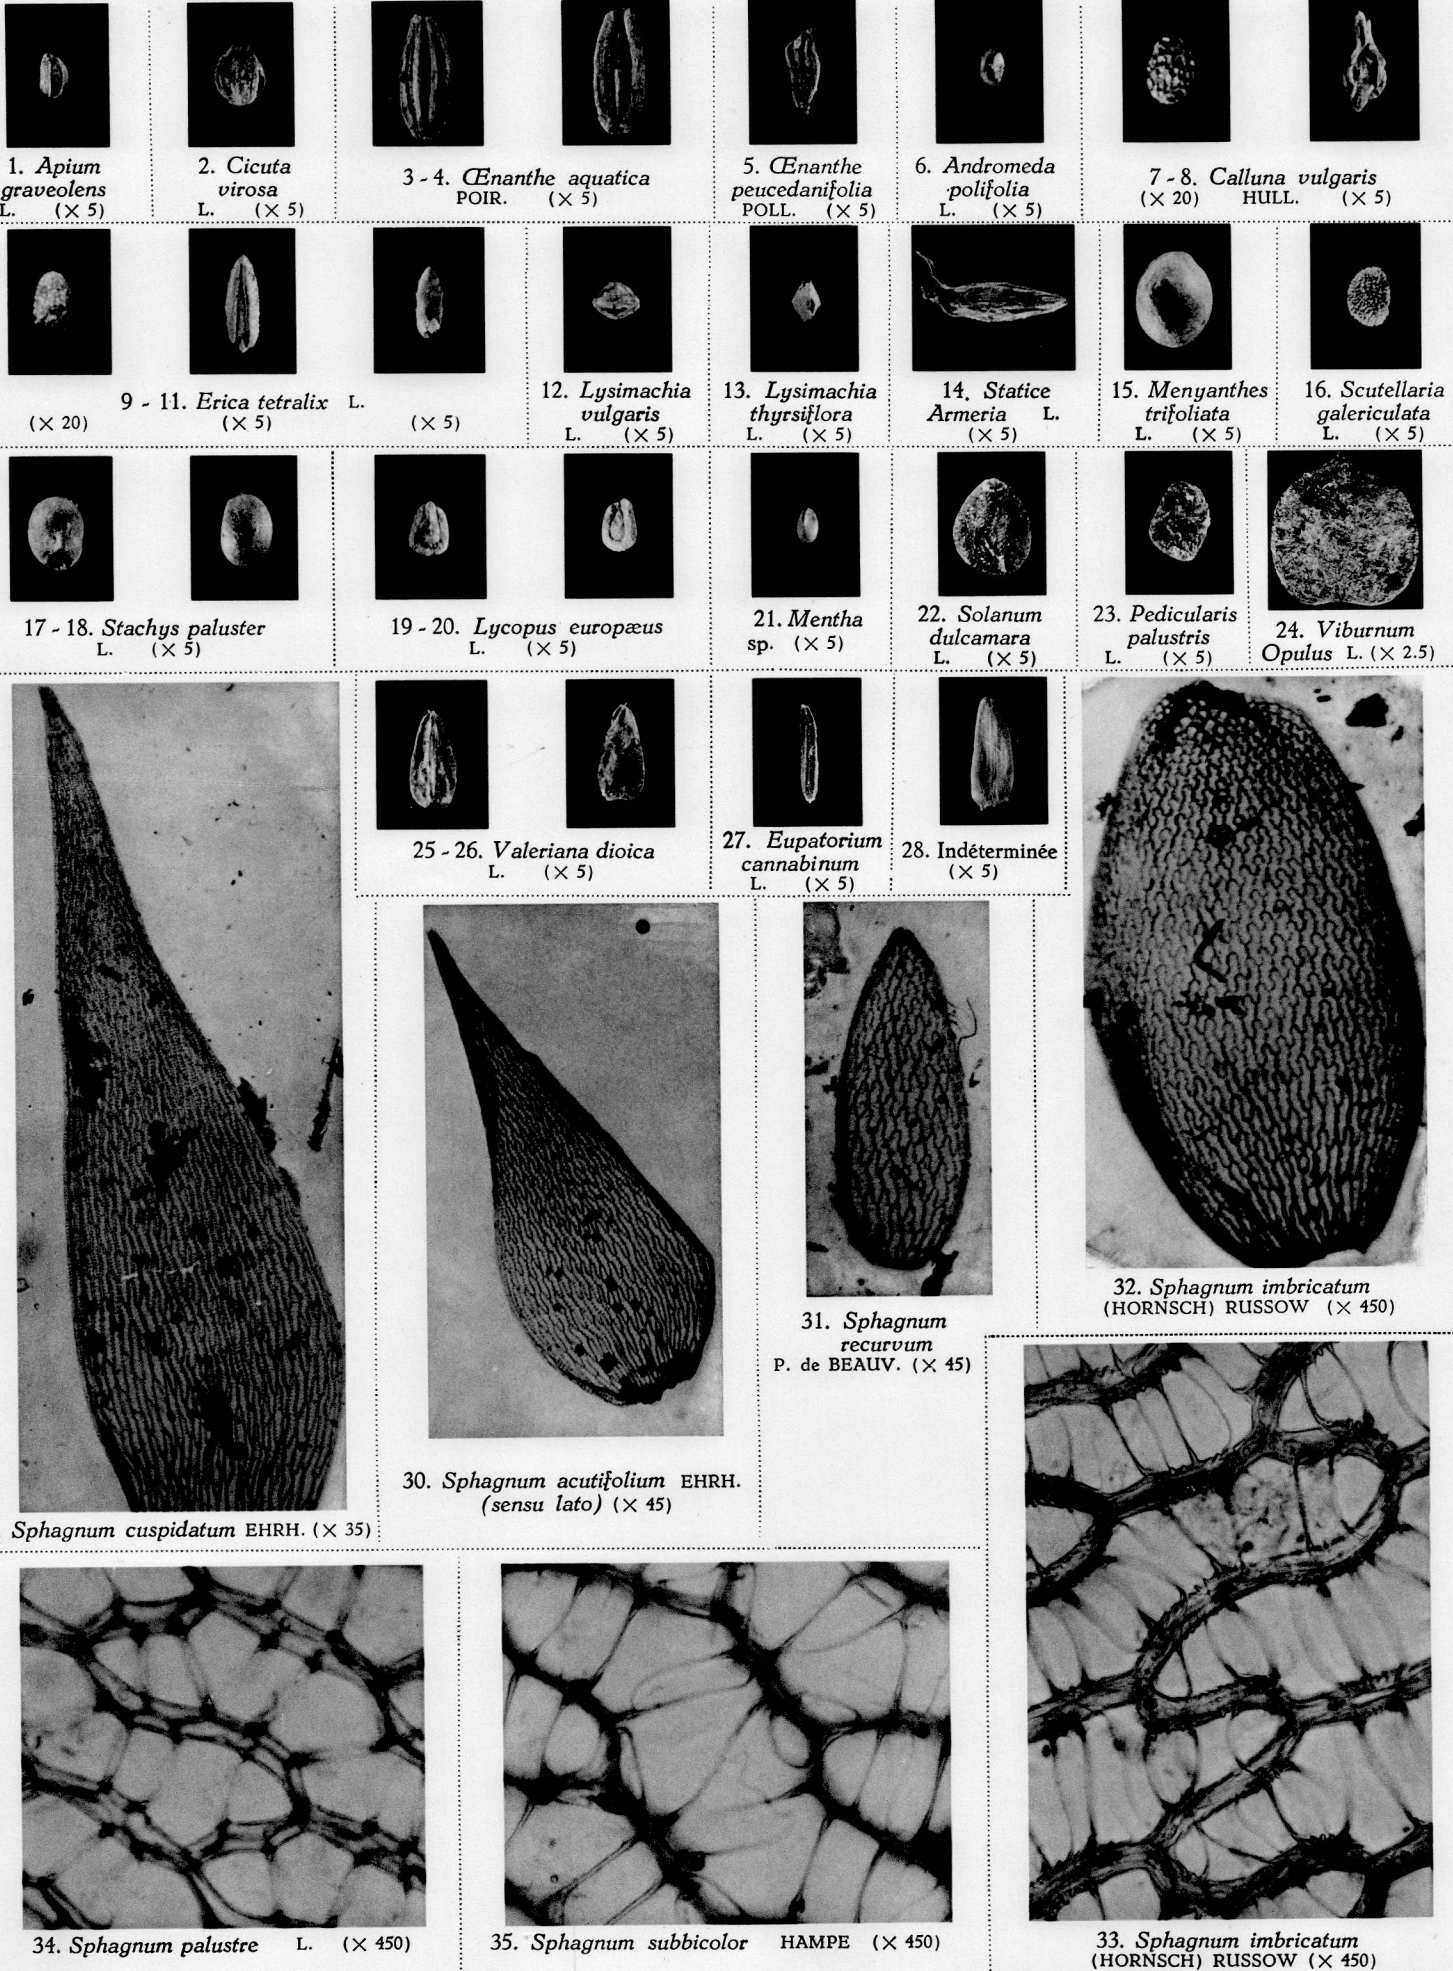 1. Apium
graveolens
L. (× 5)
2. Cicuta
virosa
L. (× 5)
3 - 4. Œnanthe aquatica
POIR. (× 5)
5. Œnanthe
peucedanifolia
POLL. (× 5)
6. Andromeda
polifolia
L. (× 5)
7 - 8. Calluna vulgaris
(× 20) HULL. (× 5)
9 - 11. Erica tetralix L.
(× 20) (× 5) (× 5)
12. Lysimachia
vulgaris
L. (× 5)
13. Lysimachia
thyrsiflora
L. (× 5)
14. Statice
Armeria L.
(× 5)
15. Menyanthes
trifoliata
L. (× 5)
16. Scutellaria
galericulata
L. (× 5)
17 - 18. Stachys paluster
L. (× 5)
19 - 20. Lycopus europæus
L. (× 5)
21. Mentha
sp. (× 5)
22. Solanum
dulcamara
L. (× 5)
23. Pedicularis
palustris
L. (× 5)
24. Viburnum
Opulus L. (× 2.5)
25 - 26. Valeriana dioica
L. (× 5)
27. Eupatorium
cannabinum
L. (× 5)
28. Indéterminée
(× 5)
Sphagnum cuspidatum EHRH. (× 35)
30. Sphagnum acutifolium EHRH.
(sensu lato) (× 45)
31. Sphagnum
recurvum
P. de BEAUV. (× 45)
32. Sphagnum imbricatum
(HORNSCH) RUSSOW (× 450)
34. Sphagnum palustre L. (× 450)
35. Sphagnum subbicolor HAMPE (× 450)
33. Sphagnum imbricatum
(HORNSCH) RUSSOW (× 450)